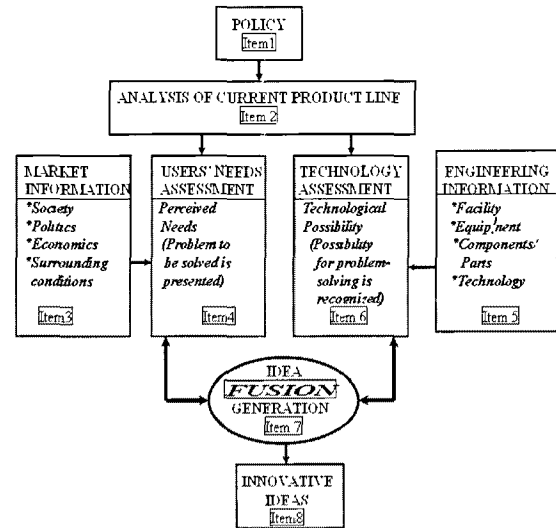 POLICY
Item1
ANALYSIS OF CURRENT PRODUCT LINE
Item 2
MARKET
INFORMATION
*Society
*Politics
*Economics
*Surrounding
conditions
Item3
USERS' NEEDS
ASSESSMENT
Perceived
Needs
(Problem to
be solved is
presented)
Item4
TECHNOLOGY
ASSESSMENT
Technological
Possibility
(Possibility
for problem-
solving is
recognized)
Item 6
ENGINEERING
INFORMATION
*Facility
*Equipment
*Components/
Parts
*Technology
Item 5
IDEA
FUSION
GENERATION
Item 7
INNOVATIVE
IDEAS
Item8